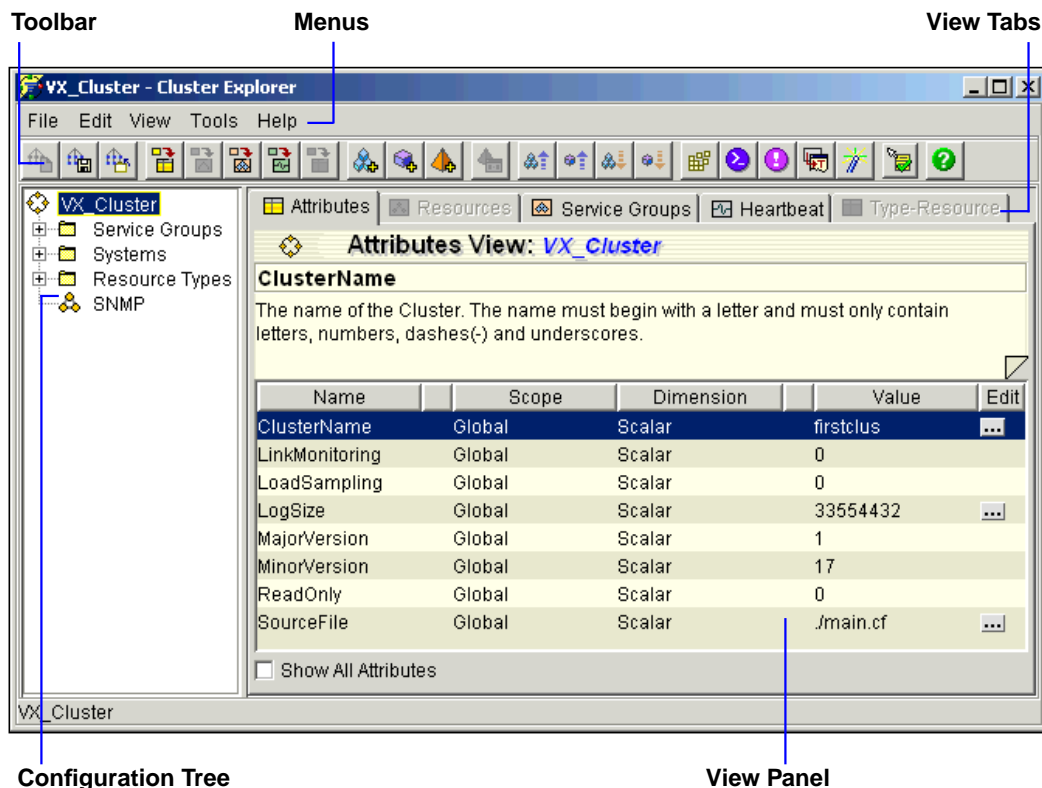 Toolbar Menus View Tabs
VX_Cluster - Cluster Explorer
File Edit View Tools Help
VX_Cluster
Service Groups
Systems
Resource Types
SNMP
Attributes Resources Service Groups Heartbeat Type-Resource
Attributes View: VX_Cluster
ClusterName
The name of the Cluster. The name must begin with a letter and must only contain
letters, numbers, dashes(-) and underscores.
Name Scope Dimension Value Edit
ClusterName Global Scalar firstclus ...
LinkMonitoring Global Scalar 0
LoadSampling Global Scalar 0
LogSize Global Scalar 33554432 ...
MajorVersion Global Scalar 1
MinorVersion Global Scalar 17
ReadOnly Global Scalar 0
SourceFile Global Scalar ./main.cf ...
Show All Attributes
VX_Cluster
Configuration Tree View Panel